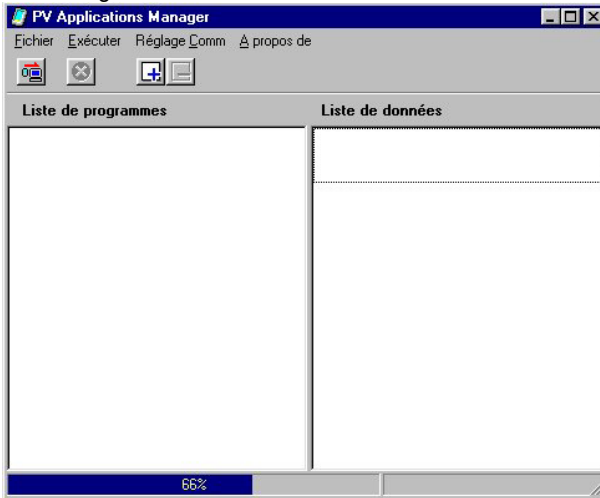 PV Applications Manager
Fichier Exécuter Réglage Comm A propos de
Liste de programmes Liste de données
66%